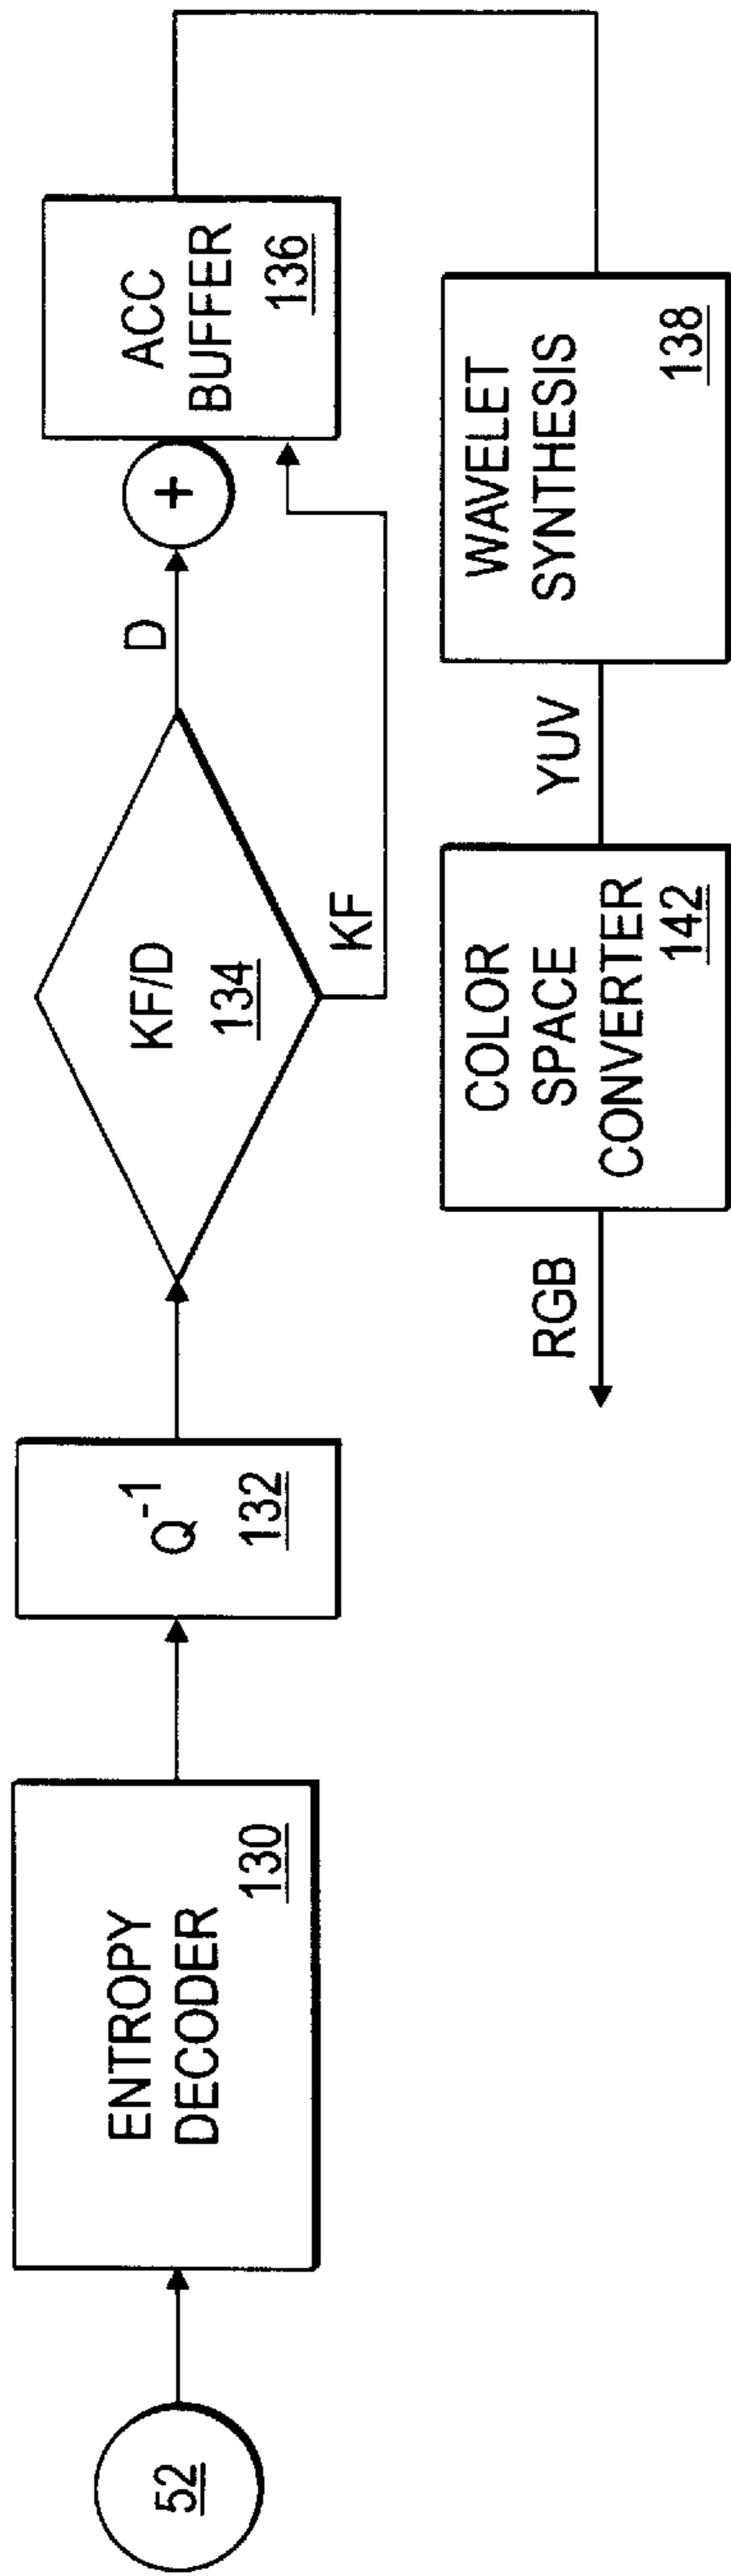 52
ENTROPY
DECODER
130
Q-1
132
KF/D
134
D
KF
+
ACC
BUFFER
136
WAVELET
SYNTHESIS
138
YUV
COLOR
SPACE
CONVERTER
142
RGB